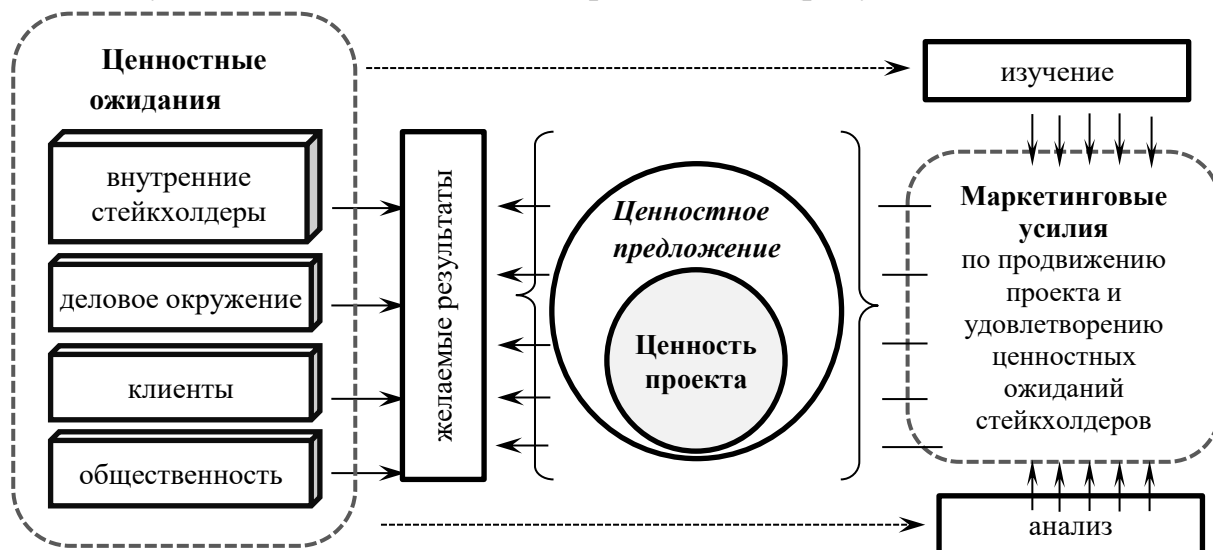 Ценностные
ожидания
внутренние
стейкхолдеры
деловое окружение
клиенты
общественность
желаемые результаты
Ценностное
предложение
Ценность
проекта
изучение
Маркетинговые
усилия
по продвижению
проекта и
удовлетворению
ценностных
ожиданий
стейкхолдеров
анализ